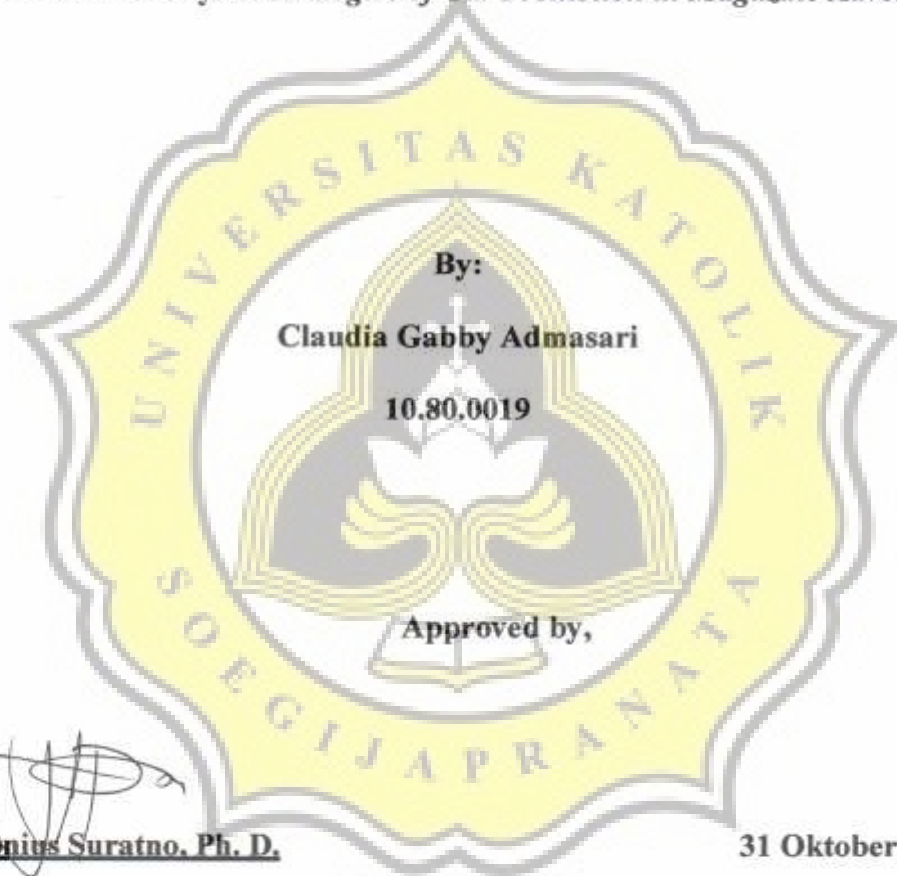 UNIVERSITAS KATOLIK
By:
Claudia Gabby Admasari
10.80.0019
Approved by,
SOEGIJAPRANATA
Suratno, Ph. D.
31 Oktober